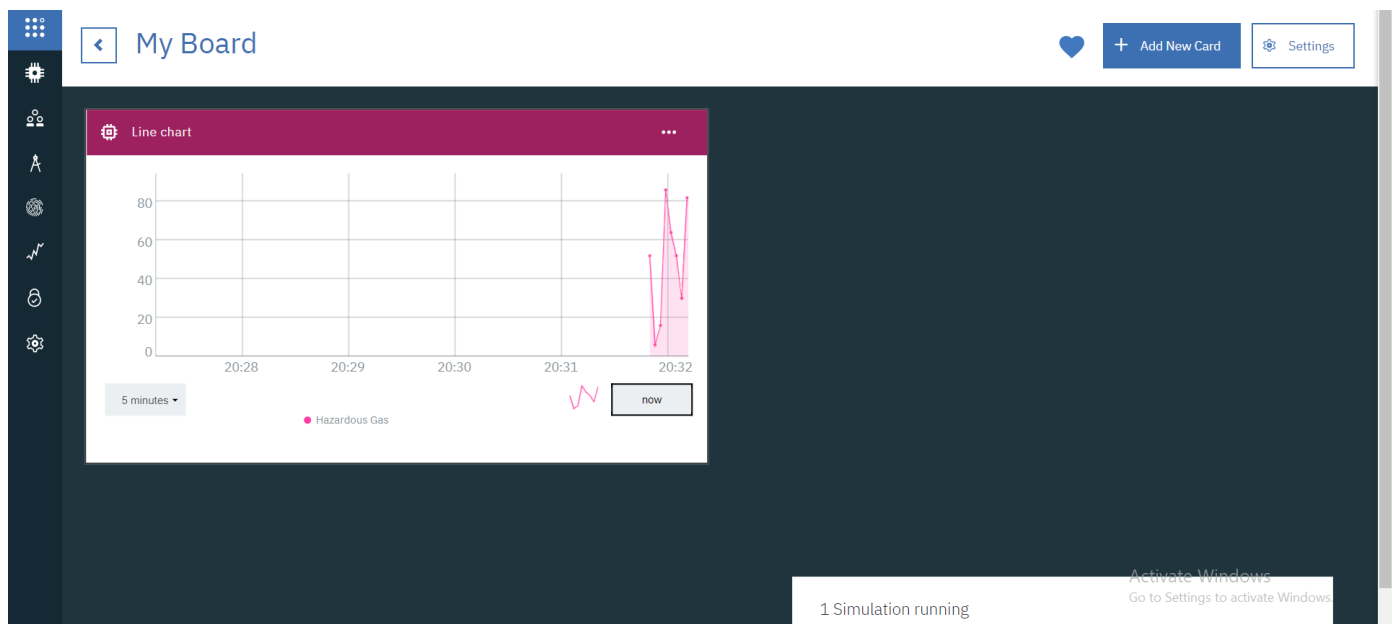 My Board
Add New Card
Settings
Line chart
80
60
40
20
0
20:28
20:29
20:30
20:31
20:32
5 minutes
now
Hazardous Gas
Activate Windows
Go to Settings to activate Windows.
1 Simulation running